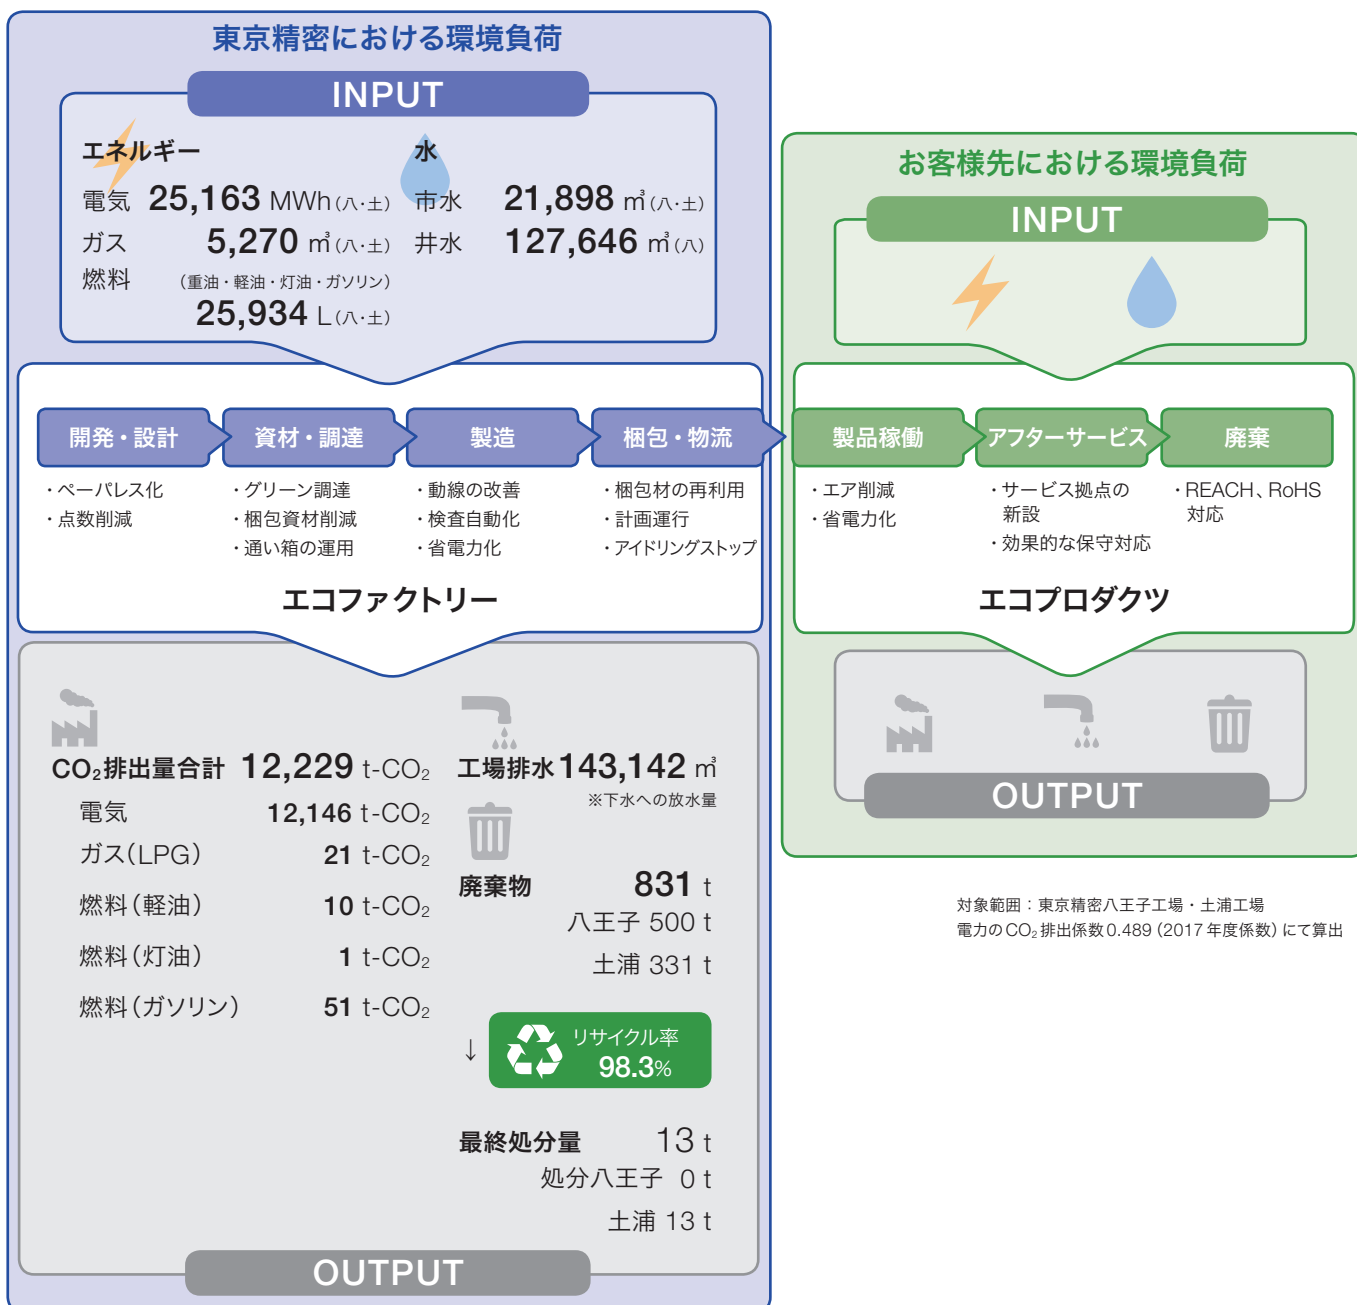 東京精密における環境負荷
INPUT
エネルギー
電気 25,163 MWh(八・土)
ガス 5,270 ㎥(八・土)
燃料 (重油・軽油・灯油・ガソリン)
25,934 L(八・土)
水
市水 21,898 ㎥(八・土)
井水 127,646 ㎥(八)
開発・設計
・ペーパレス化
・点数削減
資材・調達
・グリーン調達
・梱包資材削減
・通い箱の運用
製造
・動線の改善
・検査自動化
・省電力化
梱包・物流
・梱包材の再利用
・計画運行
・アイドリングストップ
エコファクトリー
CO₂排出量合計 12,229 t-CO₂
電気 12,146 t-CO₂
ガス(LPG) 21 t-CO₂
燃料(軽油) 10 t-CO₂
燃料(灯油) 1 t-CO₂
燃料(ガソリン) 51 t-CO₂
工場排水 143,142 ㎥
※下水への放水量
廃棄物 831 t
八王子 500 t
土浦 331 t
↓
リサイクル率
98.3%
最終処分量 13 t
処分八王子 0 t
土浦 13 t
OUTPUT
お客様先における環境負荷
INPUT
製品稼働
・エア削減
・省電力化
アフターサービス
・サービス拠点の
新設
・効果的な保守対応
廃棄
・REACH、RoHS
対応
エコプロダクツ
OUTPUT
対象範囲：東京精密八王子工場・土浦工場
電力のCO₂排出係数0.489(2017年度係数)にて算出